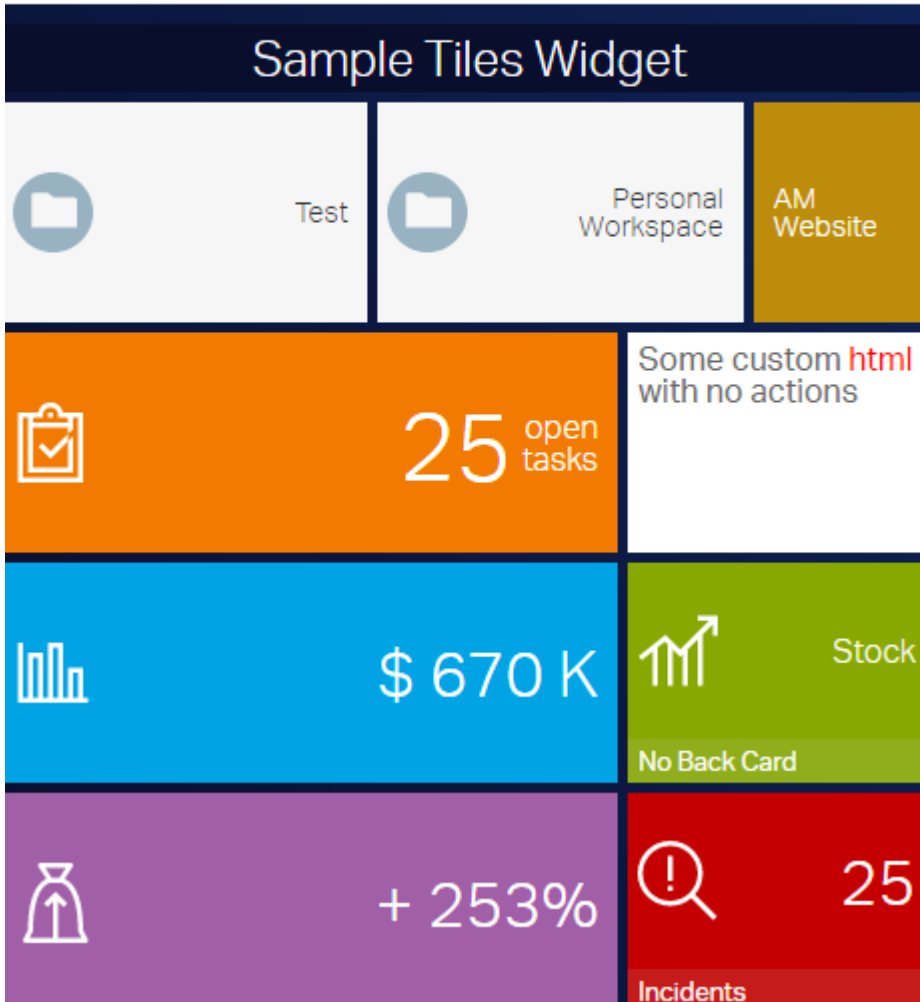 Sample Tiles Widget
Test
Personal
Workspace
AM
Website
25 open
tasks
Some custom html
with no actions
$ 670 K
Stock
No Back Card
+ 253%
25
Incidents